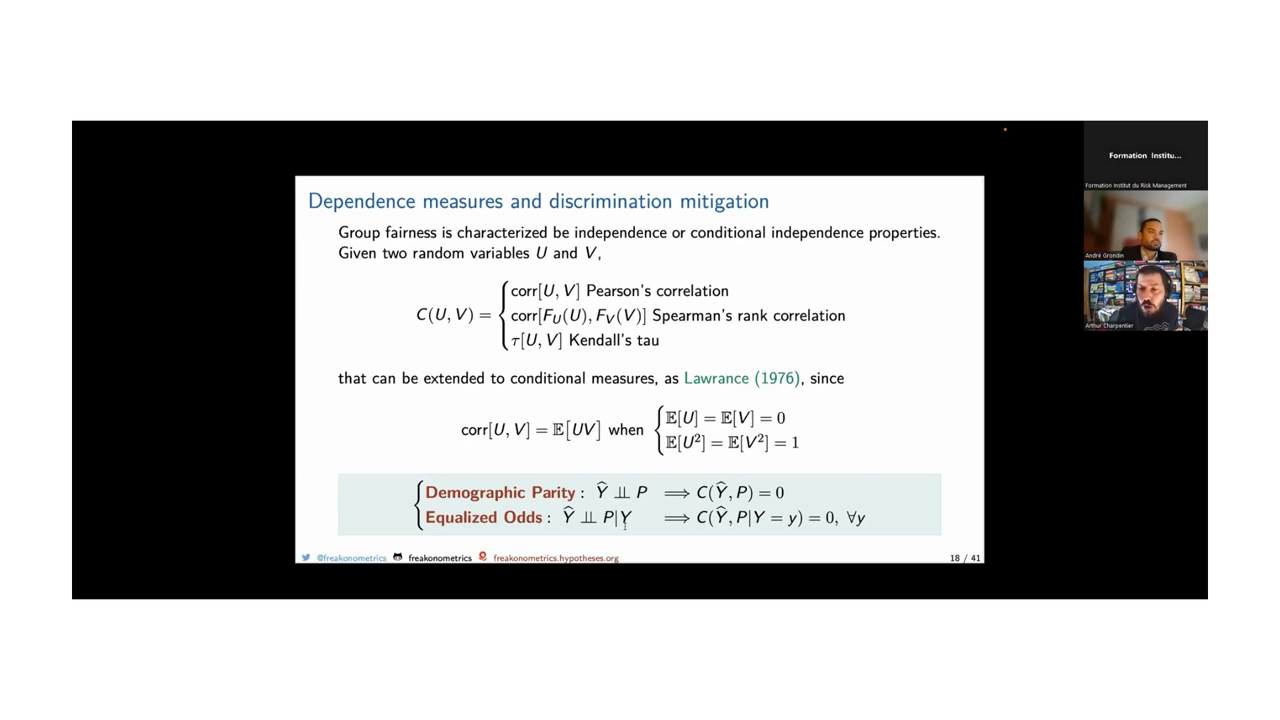 Dependence measures and discrimination mitigation
Group fairness is characterized be independence or conditional independence properties.
Given two random variables U and V,
C(U, V) = { corr[U, V] Pearson's correlation
corr[F_U(U), F_V(V)] Spearman's rank correlation
τ[U, V] Kendall's tau
that can be extended to conditional measures, as Lawrance (1976), since
corr[U, V] = 𝔼[UV] when { 𝔼[U] = 𝔼[V] = 0
𝔼[U²] = 𝔼[V²] = 1
{ Demographic Parity : Ŷ ⫫ P ⟹ C(Ŷ, P) = 0
Equalized Odds : Ŷ ⫫ P|Y ⟹ C(Ŷ, P|Y = y) = 0, ∀y
@freakonometrics freakonometrics freakonometrics.hypotheses.org 18 / 41
Formation Institu...
Formation Institut du Risk Management
André Grondin
Arthur Charpentier